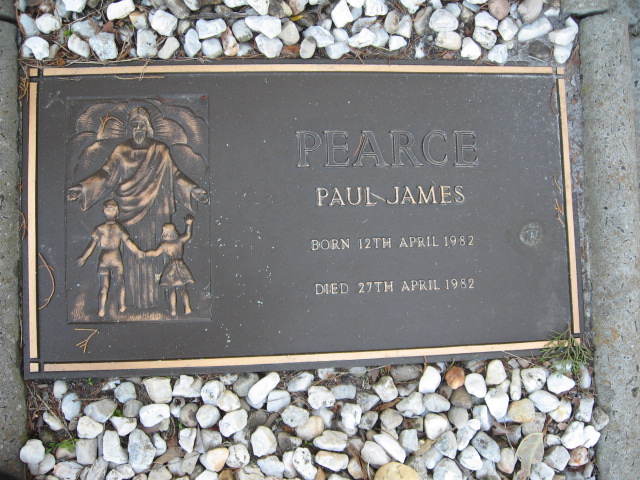 PEARCE
PAUL JAMES
BORN 12TH APRIL 1982
DIED 27TH APRIL 1982